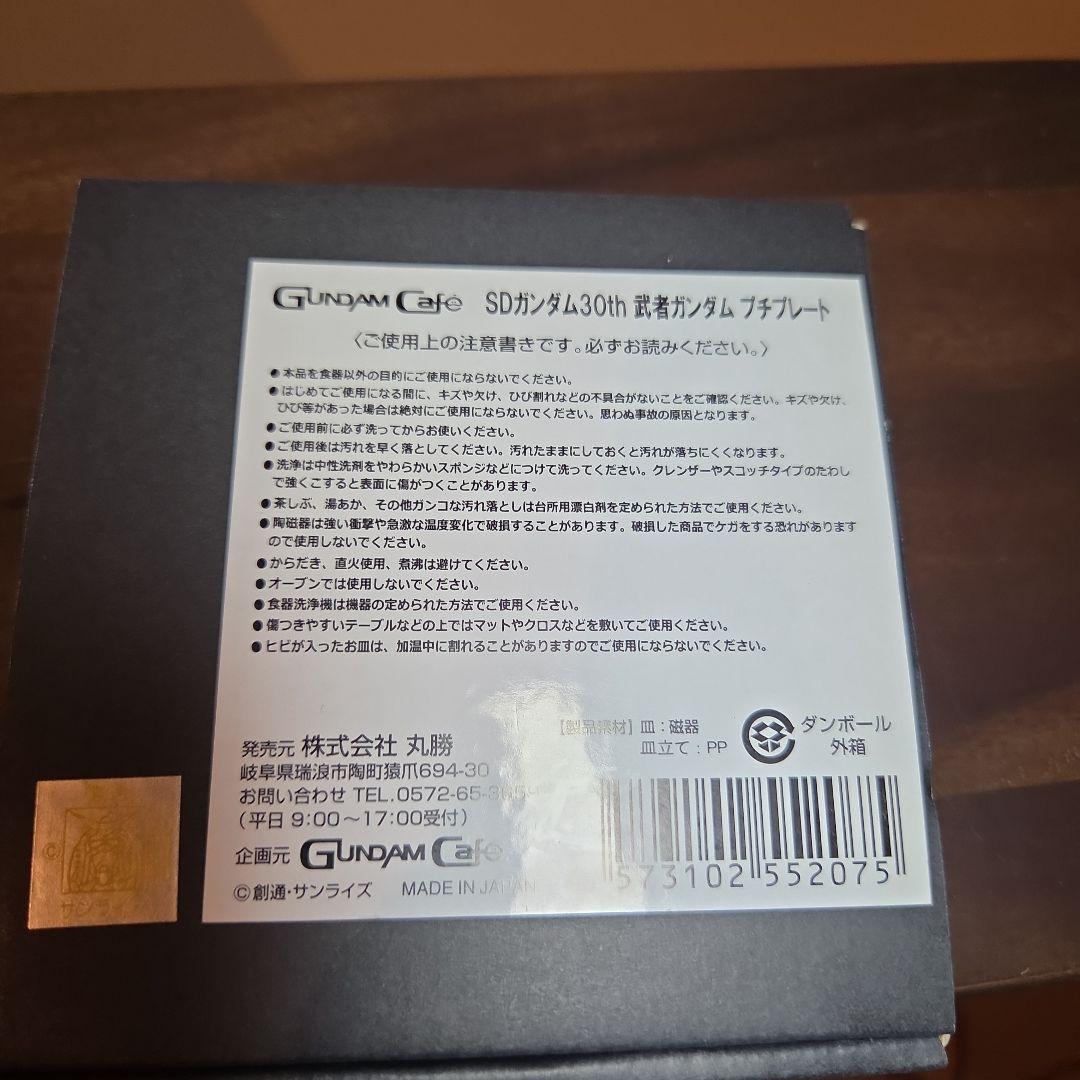 GUNDAM Café SDガンダム30th 武者ガンダム プチプレート
〈ご使用上の注意書きです。必ずお読みください。〉
●本品を食器以外の目的にご使用にならないでください。
●はじめてご使用になる間に、キズや欠け、ひび割れなどの不具合がないことをご確認ください。キズや欠け、
ひび等があった場合は絶対にご使用にならないでください。思わぬ事故の原因となります。
●ご使用前に必ず洗ってからお使いください。
●ご使用後は汚れを早く落としてください。汚れたままにしておくと汚れが落ちにくくなります。
●洗浄は中性洗剤をやわらかいスポンジなどにつけて洗ってください。クレンザーやスコッチタイプのたわし
で強くこすると表面に傷がつくことがあります。
●茶しぶ、湯あか、その他ガンコな汚れ落としは台所用漂白剤を定められた方法でご使用ください。
●陶磁器は強い衝撃や急激な温度変化で破損することがあります。破損した商品でケガをする恐れがあります
ので使用しないでください。
●からだき、直火使用、煮沸は避けてください。
●オーブンでは使用しないでください。
●食器洗浄機は機器の定められた方法でご使用ください。
●傷つきやすいテーブルなどの上ではマットやクロスなどを敷いてご使用ください。
●ヒビが入ったお皿は、加温中に割れることがありますのでご使用にならないでください。
【製品素材】皿：磁器
皿立て：PP
ダンボール
外箱
発売元 株式会社 丸勝
岐阜県瑞浪市陶町猿爪694-30
お問い合わせ TEL.0572-65-
（平日 9:00〜17:00受付）
企画元 GUNDAM Café
©創通・サンライズ MADE IN JAPAN
573102 552075
©
サンライズ